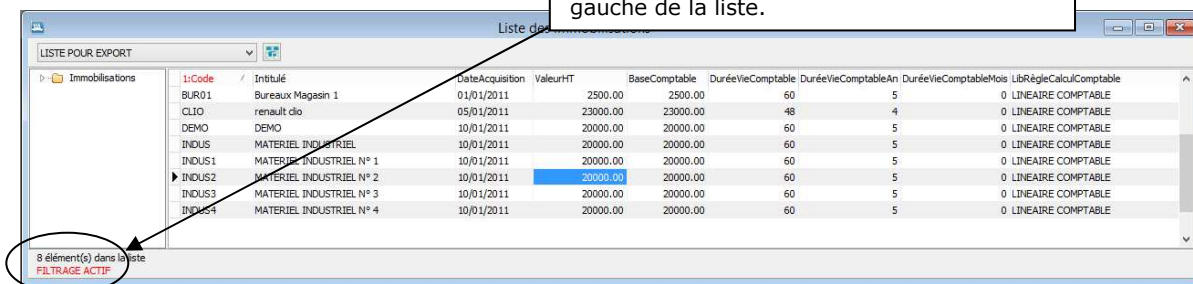 gauche de la liste.
Liste des Immobilisations
LISTE POUR EXPORT
Immobilisations
1:Code / Intitulé DateAcquisition ValeurHT BaseComptable DuréeVieComptable DuréeVieComptableAn DuréeVieComptableMois LibRègleCalculComptable
BUR01 Bureaux Magasin 1 01/01/2011 2500.00 2500.00 60 5 0 LINEAIRE COMPTABLE
CLIO renault clio 05/01/2011 23000.00 23000.00 48 4 0 LINEAIRE COMPTABLE
DEMO DEMO 10/01/2011 20000.00 20000.00 60 5 0 LINEAIRE COMPTABLE
INDUS MATERIEL INDUSTRIEL 10/01/2011 20000.00 20000.00 60 5 0 LINEAIRE COMPTABLE
INDUS1 MATERIEL INDUSTRIEL N° 1 10/01/2011 20000.00 20000.00 60 5 0 LINEAIRE COMPTABLE
INDUS2 MATERIEL INDUSTRIEL N° 2 10/01/2011 20000.00 20000.00 60 5 0 LINEAIRE COMPTABLE
INDUS3 MATERIEL INDUSTRIEL N° 3 10/01/2011 20000.00 20000.00 60 5 0 LINEAIRE COMPTABLE
INDUS4 MATERIEL INDUSTRIEL N° 4 10/01/2011 20000.00 20000.00 60 5 0 LINEAIRE COMPTABLE
8 élément(s) dans la liste
FILTRAGE ACTIF